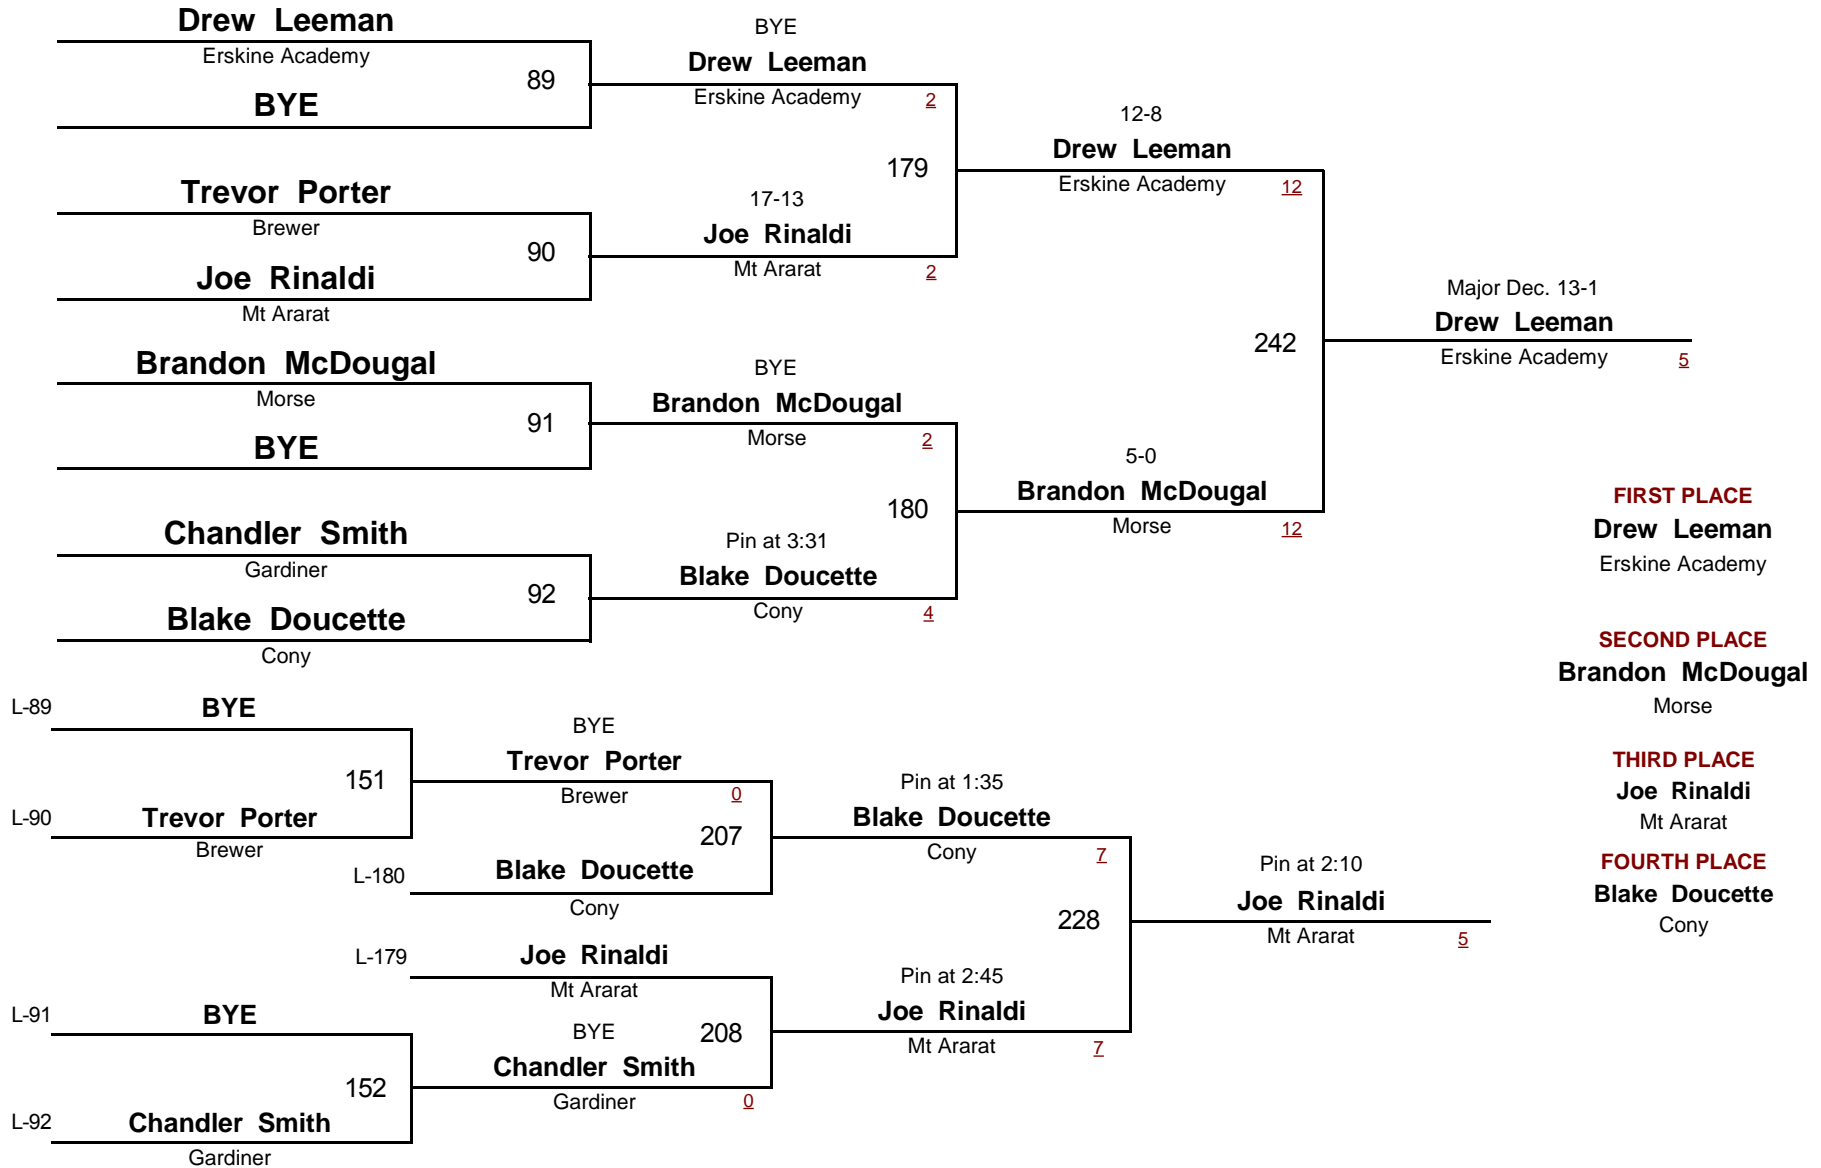 Drew Leeman
Erskine Academy
89
BYE
BYE
Drew Leeman
Erskine Academy
2
Trevor Porter
Brewer
90
Joe Rinaldi
Mt Ararat
17-13
Joe Rinaldi
Mt Ararat
2
179
12-8
Drew Leeman
Erskine Academy
12
Brandon McDougal
Morse
91
BYE
BYE
Brandon McDougal
Morse
2
Chandler Smith
Gardiner
92
Blake Doucette
Cony
Pin at 3:31
Blake Doucette
Cony
4
180
5-0
Brandon McDougal
Morse
12
242
Major Dec. 13-1
Drew Leeman
Erskine Academy
5
FIRST PLACE
Drew Leeman
Erskine Academy
SECOND PLACE
Brandon McDougal
Morse
THIRD PLACE
Joe Rinaldi
Mt Ararat
FOURTH PLACE
Blake Doucette
Cony
L-89
BYE
151
L-90
Trevor Porter
Brewer
BYE
Trevor Porter
Brewer
0
207
L-180
Blake Doucette
Cony
Pin at 1:35
Blake Doucette
Cony
7
L-179
Joe Rinaldi
Mt Ararat
L-91
BYE
152
L-92
Chandler Smith
Gardiner
BYE
208
Chandler Smith
Gardiner
0
Pin at 2:45
Joe Rinaldi
Mt Ararat
7
228
Pin at 2:10
Joe Rinaldi
Mt Ararat
5